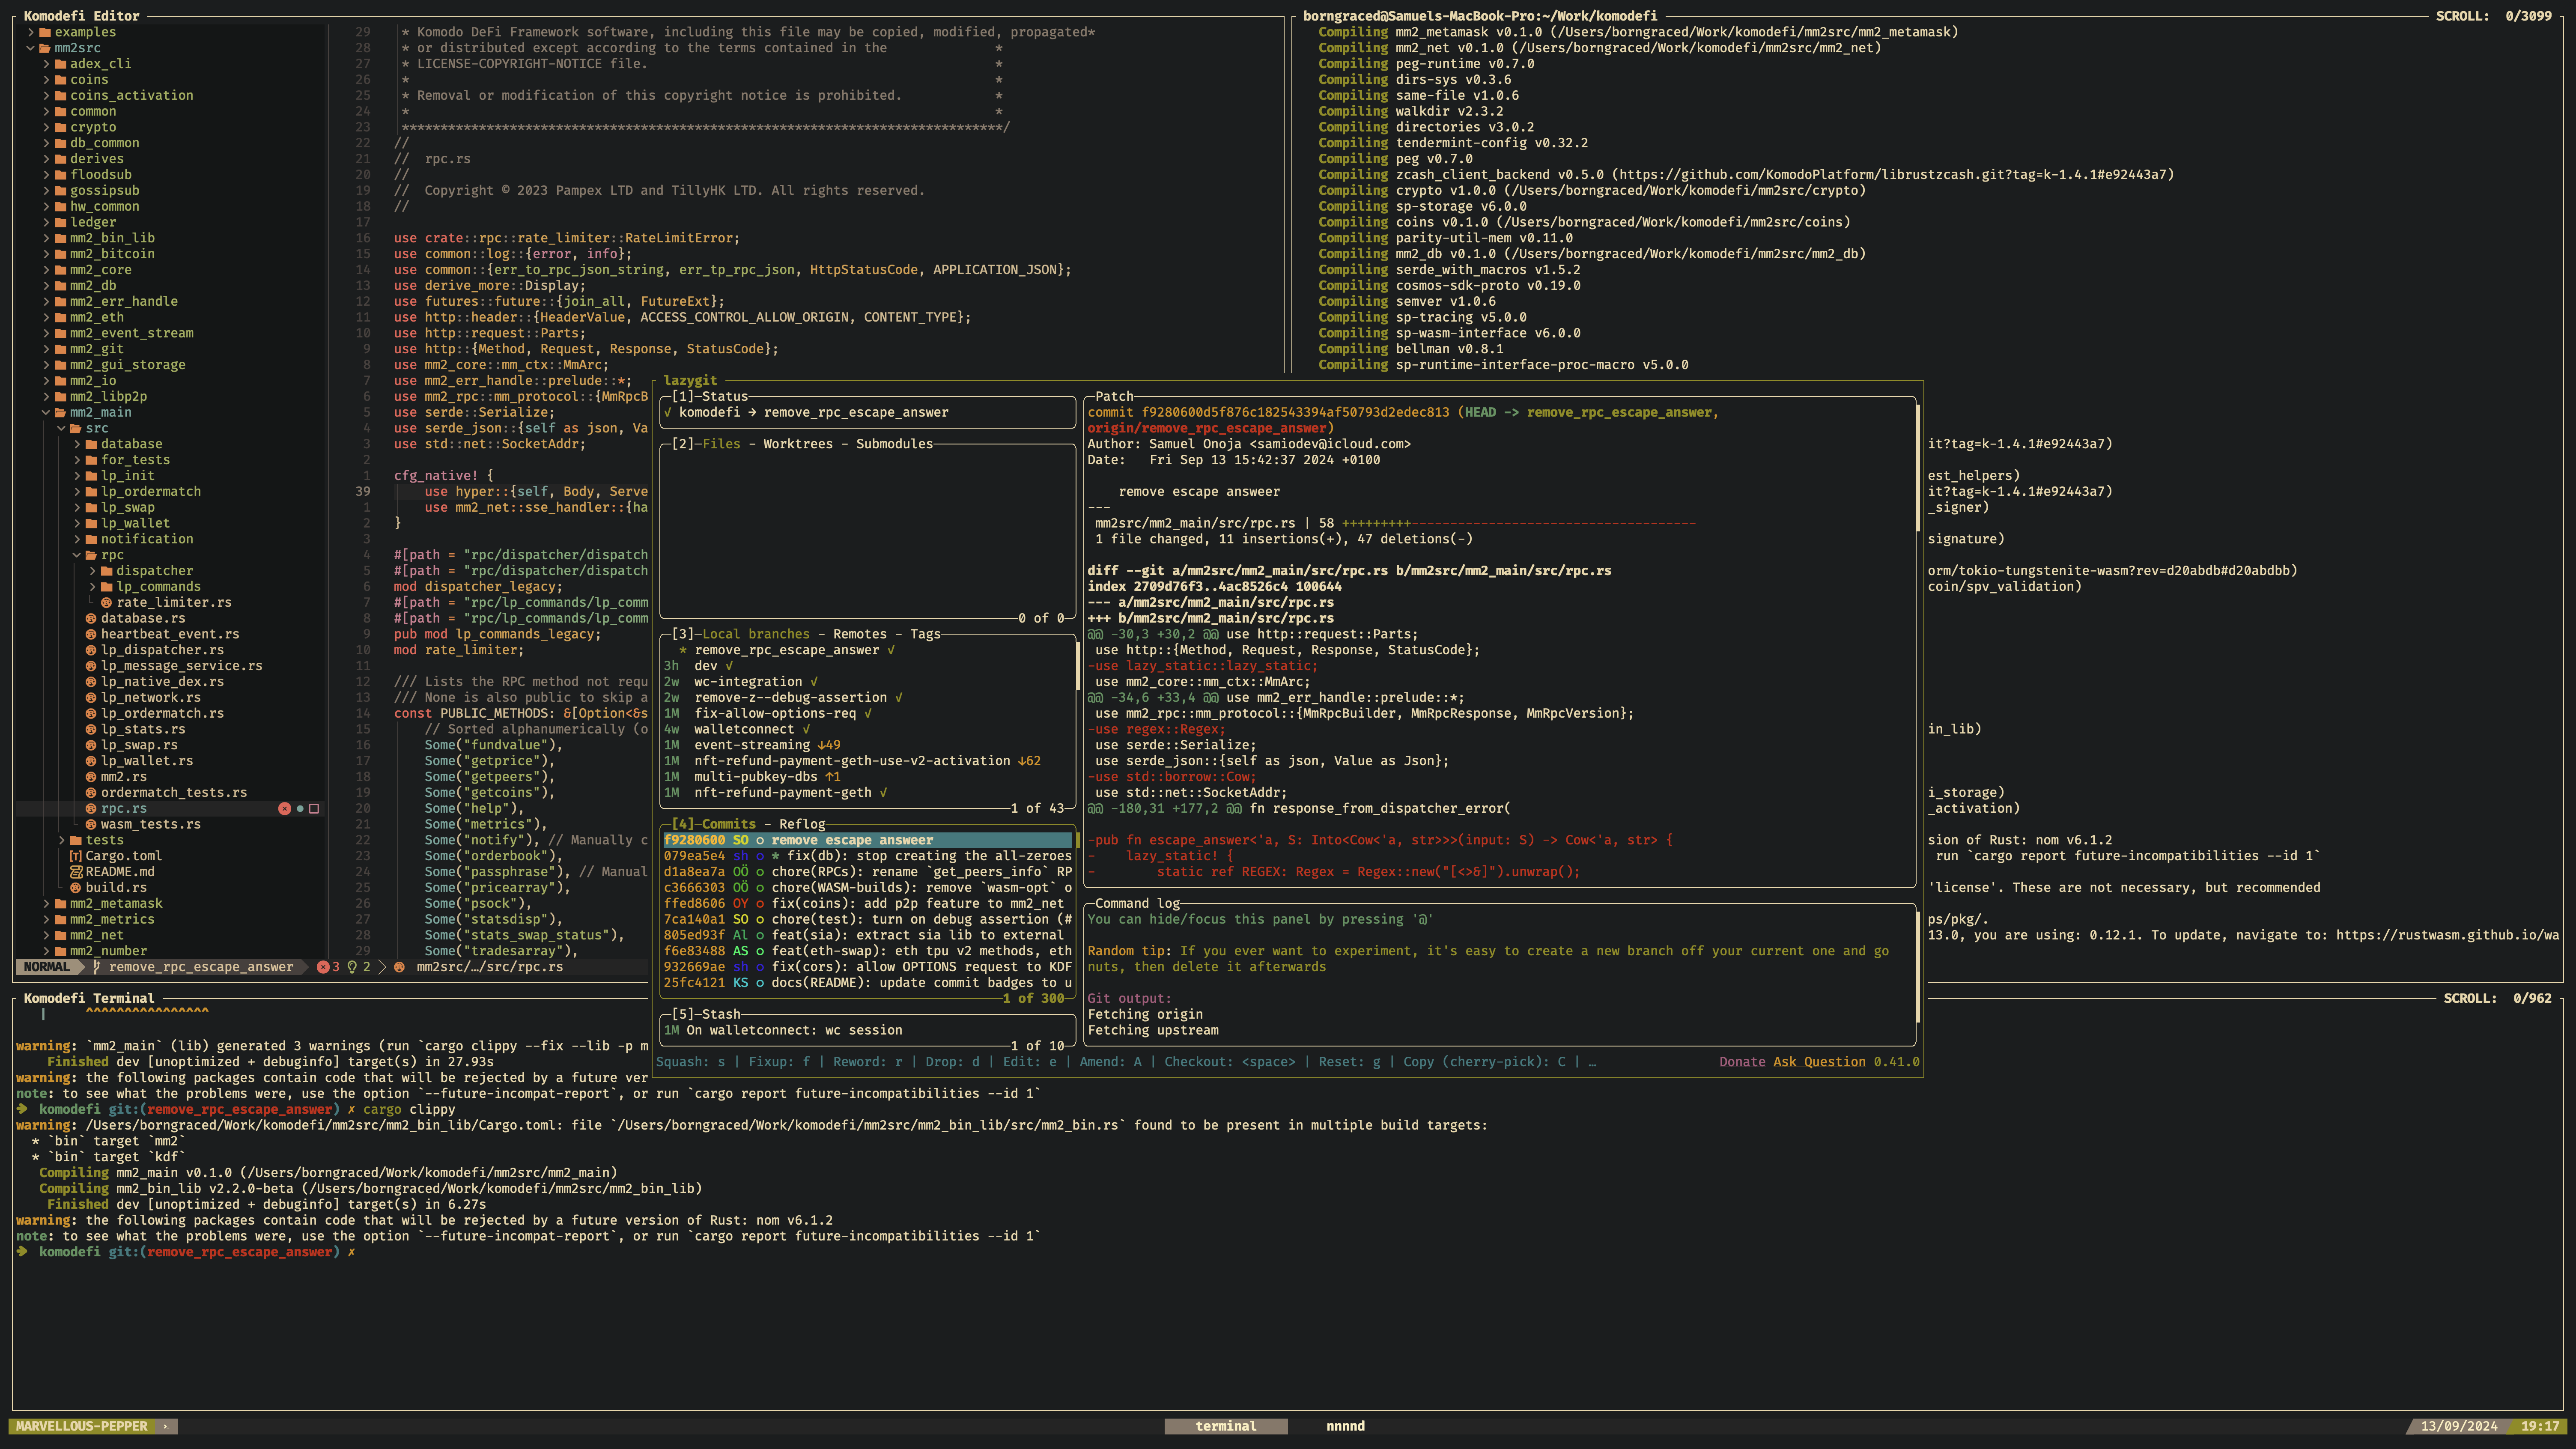 Komodefi Editor
examples
mm2src
adex_cli
coins
coins_activation
common
crypto
db_common
derives
floodsub
gossipsub
hw_common
ledger
mm2_bin_lib
mm2_bitcoin
mm2_core
mm2_db
mm2_err_handle
mm2_eth
mm2_event_stream
mm2_git
mm2_gui_storage
mm2_io
mm2_libp2p
mm2_main
src
database
for_tests
lp_init
lp_ordermatch
lp_swap
lp_wallet
notification
rpc
dispatcher
lp_commands
rate_limiter.rs
database.rs
heartbeat_event.rs
lp_dispatcher.rs
lp_message_service.rs
lp_native_dex.rs
lp_network.rs
lp_ordermatch.rs
lp_stats.rs
lp_swap.rs
lp_wallet.rs
mm2.rs
ordermatch_tests.rs
rpc.rs
wasm_tests.rs
tests
Cargo.toml
README.md
build.rs
mm2_metamask
mm2_metrics
mm2_net
mm2_number
29 * Komodo DeFi Framework software, including this file may be copied, modified, propagated*
28 * or distributed except according to the terms contained in the *
27 * LICENSE-COPYRIGHT-NOTICE file. *
26 * *
25 * Removal or modification of this copyright notice is prohibited. *
24 * *
23 ******************************************************************************/
22 //
21 // rpc.rs
20 //
19 // Copyright © 2023 Pampex LTD and TillyHK LTD. All rights reserved.
18 //
17
16 use crate::rpc::rate_limiter::RateLimitError;
15 use common::log::{error, info};
14 use common::{err_to_rpc_json_string, err_tp_rpc_json, HttpStatusCode, APPLICATION_JSON};
13 use derive_more::Display;
12 use futures::future::{join_all, FutureExt};
11 use http::header::{HeaderValue, ACCESS_CONTROL_ALLOW_ORIGIN, CONTENT_TYPE};
10 use http::request::Parts;
9 use http::{Method, Request, Response, StatusCode};
8 use mm2_core::mm_ctx::MmArc;
7 use mm2_err_handle::prelude::*;
6 use mm2_rpc::mm_protocol::{MmRpcB
5 use serde::Serialize;
4 use serde_json::{self as json, Va
3 use std::net::SocketAddr;
2
1 cfg_native! {
39 use hyper::{self, Body, Serve
1 use mm2_net::sse_handler::{ha
2 }
3
4 #[path = "rpc/dispatcher/dispatch
5 #[path = "rpc/dispatcher/dispatch
6 mod dispatcher_legacy;
7 #[path = "rpc/lp_commands/lp_comm
8 #[path = "rpc/lp_commands/lp_comm
9 pub mod lp_commands_legacy;
10 mod rate_limiter;
11
12 /// Lists the RPC method not requ
13 /// None is also public to skip a
14 const PUBLIC_METHODS: &[Option<&s
15 // Sorted alphanumerically (o
16 Some("fundvalue"),
17 Some("getprice"),
18 Some("getpeers"),
19 Some("getcoins"),
20 Some("help"),
21 Some("metrics"),
22 Some("notify"), // Manually c
23 Some("orderbook"),
24 Some("passphrase"), // Manual
25 Some("pricearray"),
26 Some("psock"),
27 Some("statsdisp"),
28 Some("stats_swap_status"),
29 Some("tradesarray")
NORMAL remove_rpc_escape_answer 3 2 mm2src/…/src/rpc.rs
borngraced@Samuels-MacBook-Pro:~/Work/komodefi SCROLL: 0/3099
Compiling mm2_metamask v0.1.0 (/Users/borngraced/Work/komodefi/mm2src/mm2_metamask)
Compiling mm2_net v0.1.0 (/Users/borngraced/Work/komodefi/mm2src/mm2_net)
Compiling peg-runtime v0.7.0
Compiling dirs-sys v0.3.6
Compiling same-file v1.0.6
Compiling walkdir v2.3.2
Compiling directories v3.0.2
Compiling tendermint-config v0.32.2
Compiling peg v0.7.0
Compiling zcash_client_backend v0.5.0 (https://github.com/KomodoPlatform/librustzcash.git?tag=k-1.4.1#e92443a7)
Compiling crypto v1.0.0 (/Users/borngraced/Work/komodefi/mm2src/crypto)
Compiling sp-storage v6.0.0
Compiling coins v0.1.0 (/Users/borngraced/Work/komodefi/mm2src/coins)
Compiling parity-util-mem v0.11.0
Compiling mm2_db v0.1.0 (/Users/borngraced/Work/komodefi/mm2src/mm2_db)
Compiling serde_with_macros v1.5.2
Compiling cosmos-sdk-proto v0.19.0
Compiling semver v1.0.6
Compiling sp-tracing v5.0.0
Compiling sp-wasm-interface v6.0.0
Compiling bellman v0.8.1
Compiling sp-runtime-interface-proc-macro v5.0.0
it?tag=k-1.4.1#e92443a7)
est_helpers)
it?tag=k-1.4.1#e92443a7)
_signer)
signature)
orm/tokio-tungstenite-wasm?rev=d20abdb#d20abdbb)
coin/spv_validation)
in_lib)
i_storage)
_activation)
sion of Rust: nom v6.1.2
run `cargo report future-incompatibilities --id 1`
'license'. These are not necessary, but recommended
ps/pkg/.
13.0, you are using: 0.12.1. To update, navigate to: https://rustwasm.github.io/wa
lazygit
[1]-Status
✓ komodefi → remove_rpc_escape_answer
[2]-Files - Worktrees - Submodules
0 of 0
[3]-Local branches - Remotes - Tags
* remove_rpc_escape_answer ✓
3h dev ✓
2w wc-integration ✓
2w remove-z--debug-assertion ✓
1M fix-allow-options-req ✓
4w walletconnect ✓
1M event-streaming ↓49
1M nft-refund-payment-geth-use-v2-activation ↓62
1M multi-pubkey-dbs ↑1
1M nft-refund-payment-geth ✓
1 of 43
[4]-Commits - Reflog
f9280600 SO o remove escape answeer
079ea5e4 sh o * fix(db): stop creating the all-zeroes
d1a8ea7a OÖ o chore(RPCs): rename `get_peers_info` RP
c3666303 OÖ o chore(WASM-builds): remove `wasm-opt` o
ffed8606 OY o fix(coins): add p2p feature to mm2_net
7ca140a1 SO o chore(test): turn on debug assertion (#
805ed93f Al o feat(sia): extract sia lib to external
f6e83488 AS o feat(eth-swap): eth tpu v2 methods, eth
932669ae sh o fix(cors): allow OPTIONS request to KDF
25fc4121 KS o docs(README): update commit badges to u
1 of 300
[5]-Stash
1M On walletconnect: wc session
1 of 10
Patch
commit f9280600d5f876c182543394af50793d2edec813 (HEAD -> remove_rpc_escape_answer,
origin/remove_rpc_escape_answer)
Author: Samuel Onoja <samiodev@icloud.com>
Date: Fri Sep 13 15:42:37 2024 +0100
remove escape answeer
---
mm2src/mm2_main/src/rpc.rs | 58 +++++++++-------------------------------------
1 file changed, 11 insertions(+), 47 deletions(-)
diff --git a/mm2src/mm2_main/src/rpc.rs b/mm2src/mm2_main/src/rpc.rs
index 2709d76f3..4ac8526c4 100644
--- a/mm2src/mm2_main/src/rpc.rs
+++ b/mm2src/mm2_main/src/rpc.rs
@@ -30,3 +30,2 @@ use http::request::Parts;
use http::{Method, Request, Response, StatusCode};
-use lazy_static::lazy_static;
use mm2_core::mm_ctx::MmArc;
@@ -34,6 +33,4 @@ use mm2_err_handle::prelude::*;
use mm2_rpc::mm_protocol::{MmRpcBuilder, MmRpcResponse, MmRpcVersion};
-use regex::Regex;
use serde::Serialize;
use serde_json::{self as json, Value as Json};
-use std::borrow::Cow;
use std::net::SocketAddr;
@@ -180,31 +177,2 @@ fn response_from_dispatcher_error(
-pub fn escape_answer<'a, S: Into<Cow<'a, str>>>(input: S) -> Cow<'a, str> {
- lazy_static! {
- static ref REGEX: Regex = Regex::new("[<>&]").unwrap();
Command log
You can hide/focus this panel by pressing '@'
Random tip: If you ever want to experiment, it's easy to create a new branch off your current one and go
nuts, then delete it afterwards
Git output:
Fetching origin
Fetching upstream
Squash: s | Fixup: f | Reword: r | Drop: d | Edit: e | Amend: A | Checkout: <space> | Reset: g | Copy (cherry-pick): C | … Donate Ask Question 0.41.0
Komodefi Terminal SCROLL: 0/962
| ^^^^^^^^^^^^^^^^
warning: `mm2_main` (lib) generated 3 warnings (run `cargo clippy --fix --lib -p m
Finished dev [unoptimized + debuginfo] target(s) in 27.93s
warning: the following packages contain code that will be rejected by a future ver
note: to see what the problems were, use the option `--future-incompat-report`, or run `cargo report future-incompatibilities --id 1`
➜ komodefi git:(remove_rpc_escape_answer) ✗ cargo clippy
warning: /Users/borngraced/Work/komodefi/mm2src/mm2_bin_lib/Cargo.toml: file `/Users/borngraced/Work/komodefi/mm2src/mm2_bin_lib/src/mm2_bin.rs` found to be present in multiple build targets:
* `bin` target `mm2`
* `bin` target `kdf`
Compiling mm2_main v0.1.0 (/Users/borngraced/Work/komodefi/mm2src/mm2_main)
Compiling mm2_bin_lib v2.2.0-beta (/Users/borngraced/Work/komodefi/mm2src/mm2_bin_lib)
Finished dev [unoptimized + debuginfo] target(s) in 6.27s
warning: the following packages contain code that will be rejected by a future version of Rust: nom v6.1.2
note: to see what the problems were, use the option `--future-incompat-report`, or run `cargo report future-incompatibilities --id 1`
➜ komodefi git:(remove_rpc_escape_answer) ✗
MARVELLOUS-PEPPER terminal nnnnd 13/09/2024 19:17